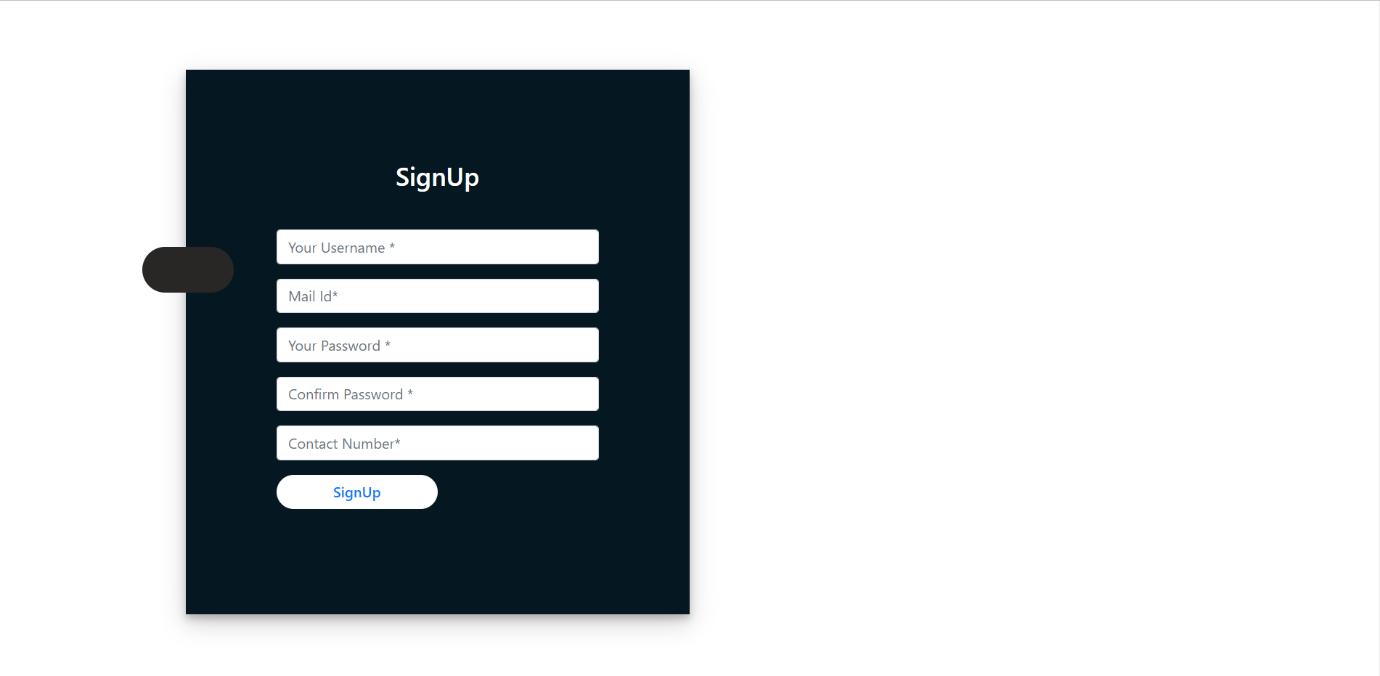 SignUp
Your Username *
Mail Id*
Your Password *
Confirm Password *
Contact Number*
SignUp